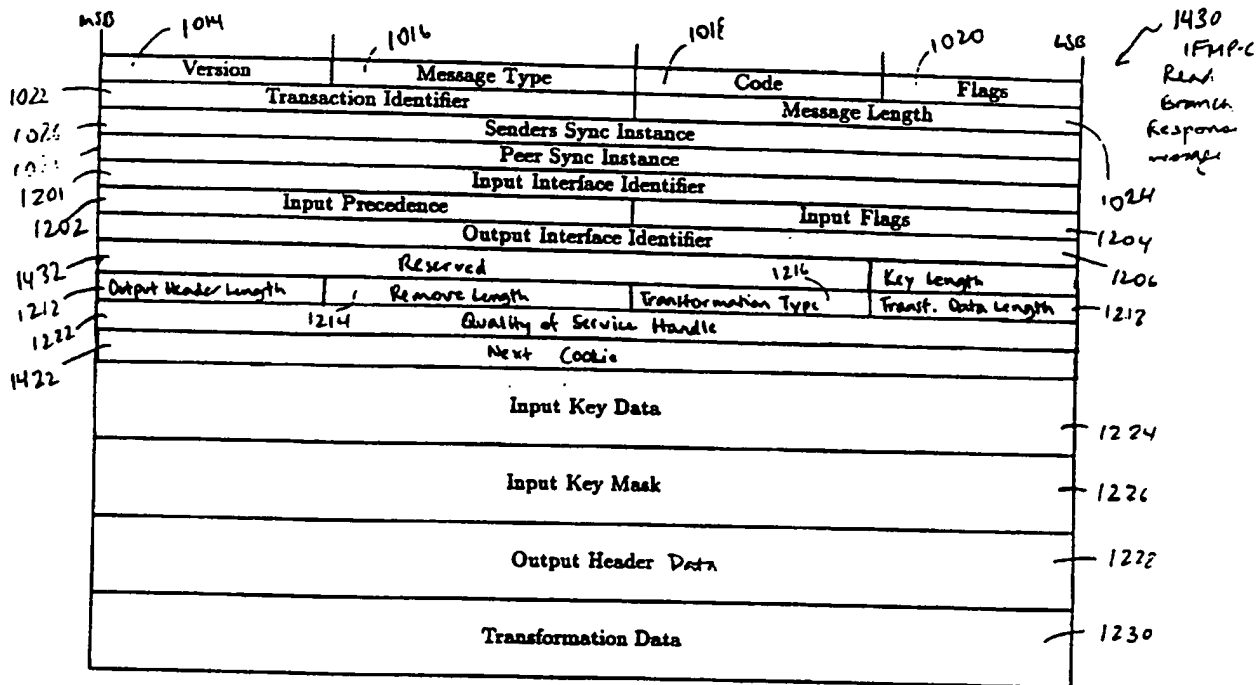 MSB 1014 1016 1018 1020 LSB 1430
IFMP-C
Read
Branch
Response
message
Version Message Type Code Flags
1022 Transaction Identifier Message Length 1024
1026 Senders Sync Instance
Peer Sync Instance
1201 Input Interface Identifier
1202 Input Precedence Input Flags 1204
Output Interface Identifier 1206
1432 Reserved Key Length
1212 Output Header Length 1214 Remove Length 1216 Transformation Type Transf. Data Length 1218
1222 Quality of Service Handle
1422 Next Cookie
Input Key Data 1224
Input Key Mask 1226
Output Header Data 1228
Transformation Data 1230